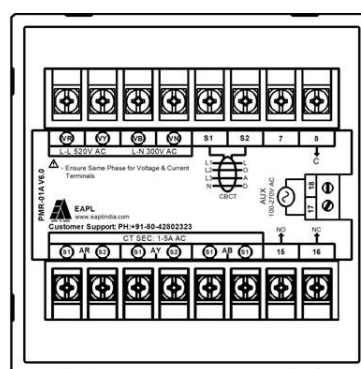 VR VY VB VN S1 S2 7 8
L-L 520V AC L-N 300V AC
C
- Ensure Same Phase for Voltage & Current
Terminals
L1 L
L2 O
L3 A
N D
CBCT
AUX
100-270V AC
18
17
PMR-01A V6.0
EAPL
www.eaplindia.com
Customer Support: PH:+91-80-42802323
CT SEC: 1-5A AC
NO NC
S1 AR S2 S1 AY S2 S1 AB S1 15 16